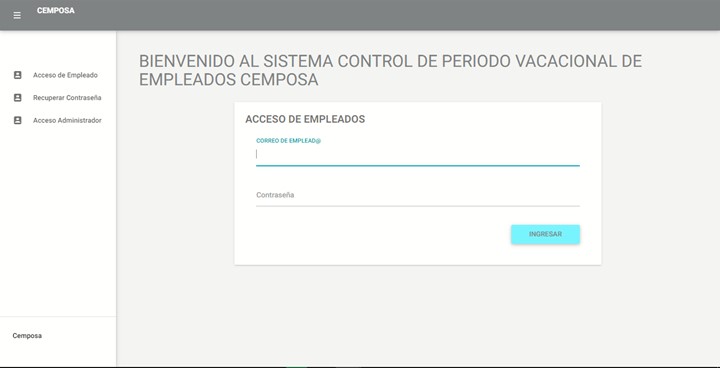 CEMPOSA
Acceso de Empleado
Recuperar Contraseña
Acceso Administrador
BIENVENIDO AL SISTEMA CONTROL DE PERIODO VACACIONAL DE
EMPLEADOS CEMPOSA
ACCESO DE EMPLEADOS
CORREO DE EMPLEAD@
Contraseña
INGRESAR
Cemposa